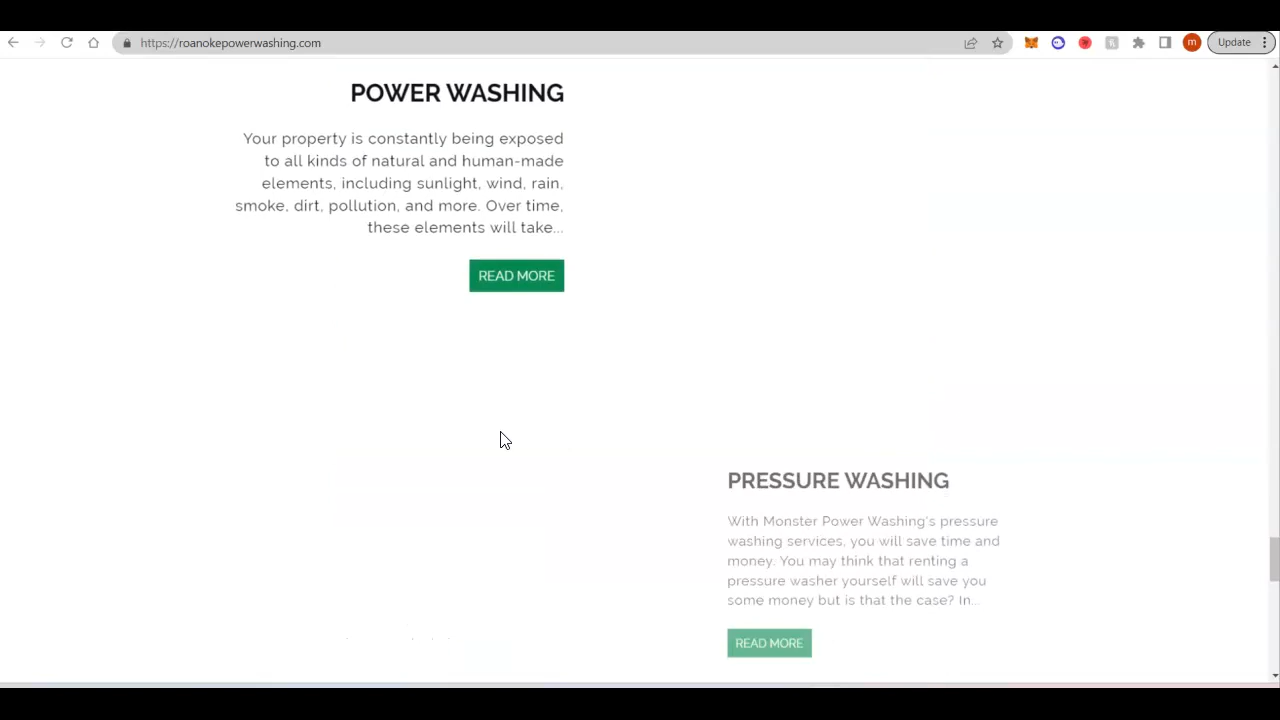 https://roanokepowerwashing.com
m
Update
POWER WASHING
Your property is constantly being exposed
to all kinds of natural and human-made
elements, including sunlight, wind, rain,
smoke, dirt, pollution, and more. Over time,
these elements will take...
READ MORE
PRESSURE WASHING
With Monster Power Washing's pressure
washing services, you will save time and
money. You may think that renting a
pressure washer yourself will save you
some money but is that the case? In...
READ MORE